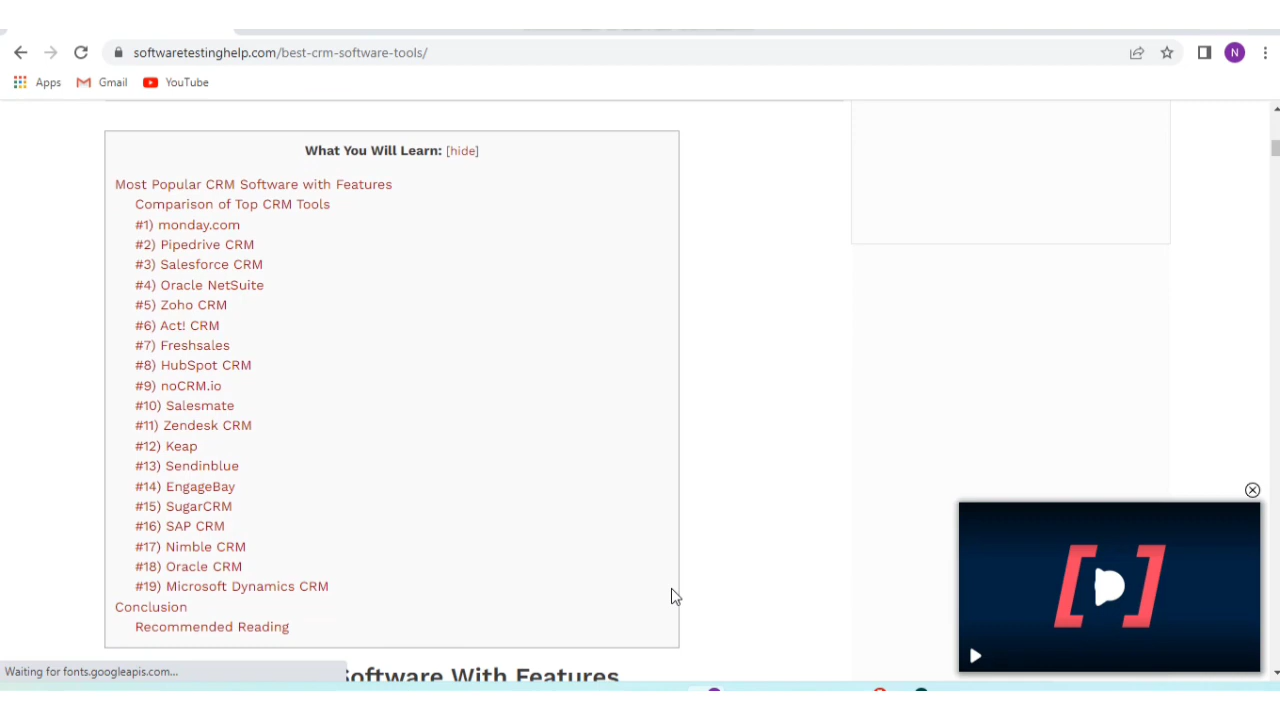 softwaretestinghelp.com/best-crm-software-tools/
N
Apps Gmail YouTube
What You Will Learn: [hide]
Most Popular CRM Software with Features
Comparison of Top CRM Tools
#1) monday.com
#2) Pipedrive CRM
#3) Salesforce CRM
#4) Oracle NetSuite
#5) Zoho CRM
#6) Act! CRM
#7) Freshsales
#8) HubSpot CRM
#9) noCRM.io
#10) Salesmate
#11) Zendesk CRM
#12) Keap
#13) Sendinblue
#14) EngageBay
#15) SugarCRM
#16) SAP CRM
#17) Nimble CRM
#18) Oracle CRM
#19) Microsoft Dynamics CRM
Conclusion
Recommended Reading
Software With Features
Waiting for fonts.googleapis.com...